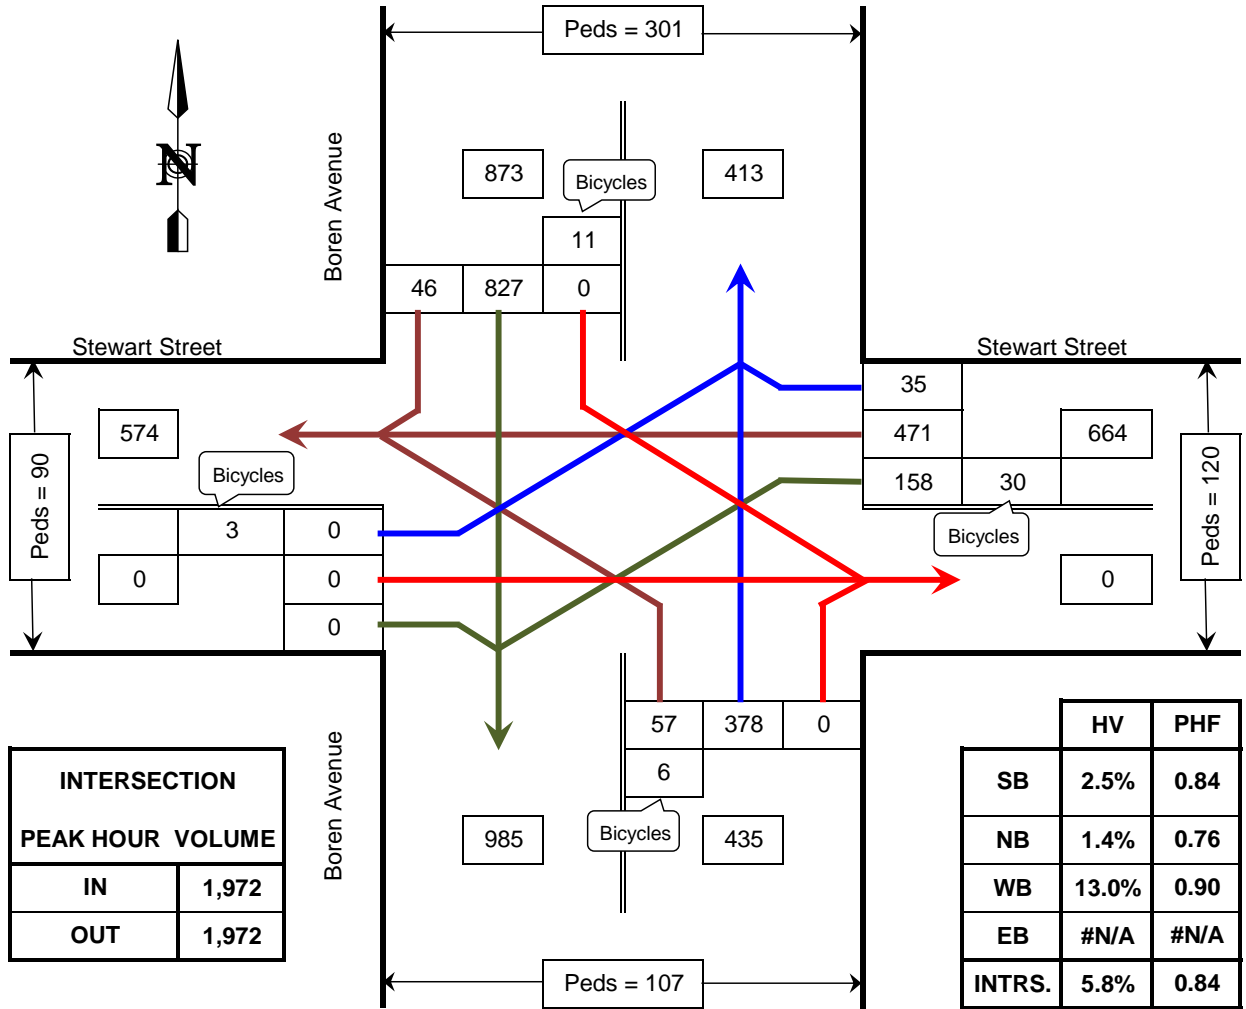 Peds = 301
N
Boren Avenue
873
Bicycles
413
11
46 827 0
Stewart Street
Stewart Street
35
574
471
664
Peds = 90
Bicycles
158 30
Peds = 120
3 0
Bicycles
0
0
0
0
57 378 0
HV PHF
6
INTERSECTION
SB 2.5% 0.84
PEAK HOUR VOLUME
Boren Avenue
985
Bicycles
435
NB 1.4% 0.76
IN 1,972
WB 13.0% 0.90
OUT 1,972
EB #N/A #N/A
Peds = 107
INTRS. 5.8% 0.84